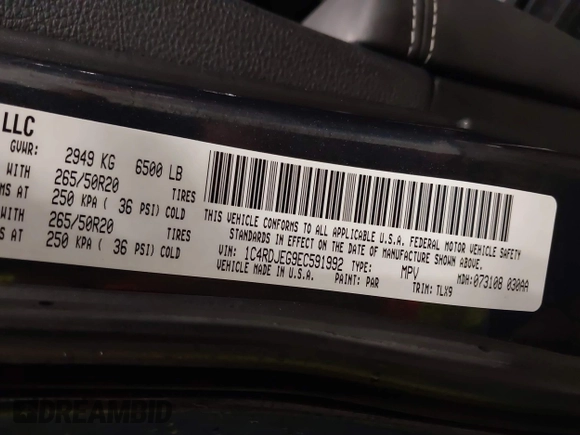 LLC
GVWR: 2949 KG 6500 LB
WITH 265/50R20 TIRES
MS AT 250 KPA ( 36 PSI) COLD
WITH 265/50R20 TIRES
MS AT 250 KPA ( 36 PSI) COLD
THIS VEHICLE CONFORMS TO ALL APPLICABLE U.S.A. FEDERAL MOTOR VEHICLE SAFETY
STANDARDS IN EFFECT ON THE DATE OF MANUFACTURE SHOWN ABOVE.
VIN: 1C4RDJEG9EC591992 TYPE: MPV MDH: 073108 030AA
VEHICLE MADE IN U.S.A. PAINT: PAR TRIM: TLX9
DREAMBID